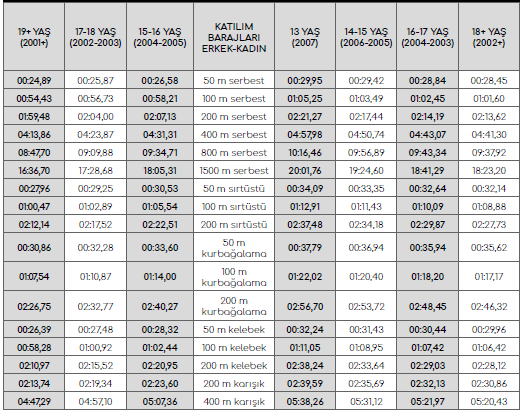 19+ YAŞ (2001+) 17-18 YAŞ (2002-2003) 15-16 YAŞ (2004-2005) KATILIM BARAJLARI ERKEK-KADIN 13 YAŞ (2007) 14-15 YAŞ (2006-2005) 16-17 YAŞ (2004-2003) 18+ YAŞ (2002+)
00:24,89 00:25,87 00:26,58 50 m serbest 00:29,95 00:29,42 00:28,84 00:28,45
00:54,43 00:56,73 00:58,21 100 m serbest 01:05,25 01:03,49 01:02,45 01:01,60
01:59,48 02:04,00 02:07,13 200 m serbest 02:21,27 02:17,44 02:14,19 02:13,62
04:13,86 04:23,87 04:31,31 400 m serbest 04:57,98 04:50,74 04:43,07 04:41,30
08:47,70 09:09,88 09:34,71 800 m serbest 10:16,46 09:56,89 09:43,34 09:37,92
16:36,70 17:28,68 18:05,31 1500 m serbest 20:01,76 19:24,60 18:41,29 18:23,20
00:27,96 00:29,25 00:30,53 50 m sırtüstü 00:34,09 00:33,35 00:32,64 00:32,14
01:00,47 01:02,89 01:05,54 100 m sırtüstü 01:12,91 01:11,43 01:10,09 01:08,88
02:12,14 02:17,52 02:22,51 200 m sırtüstü 02:37,48 02:34,18 02:29,87 02:27,73
00:30,86 00:32,28 00:33,60 50 m kurbağalama 00:37,79 00:36,94 00:35,94 00:35,62
01:07,54 01:10,87 01:14,00 100 m kurbağalama 01:22,02 01:20,40 01:18,20 01:17,17
02:26,75 02:32,77 02:40,27 200 m kurbağalama 02:56,70 02:53,72 02:48,45 02:46,32
00:26,39 00:27,48 00:28,32 50 m kelebek 00:32,24 00:31,43 00:30,44 00:29,96
00:58,28 01:00,92 01:02,44 100 m kelebek 01:11,05 01:08,95 01:07,42 01:06,42
02:10,97 02:15,52 02:20,95 200 m kelebek 02:38,24 02:33,64 02:29,03 02:28,12
02:13,74 02:19,34 02:23,60 200 m karışık 02:39,59 02:35,69 02:32,13 02:30,86
04:47,29 04:57,10 05:07,36 400 m karışık 05:38,26 05:31,12 05:21,97 05:20,43